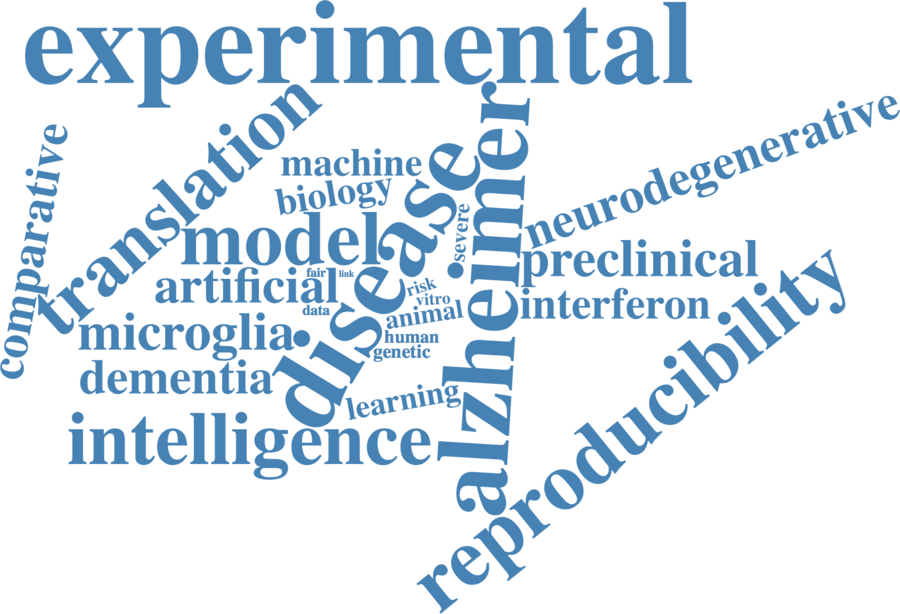 experimental
translation
comparative
machine
biology
disease
alzheimer
neurodegenerative
severe
model
preclinical
artificial
fair
link
data
risk
vitro
animal
interferon
microglia
human
genetic
dementia
learning
intelligence
reproducibility